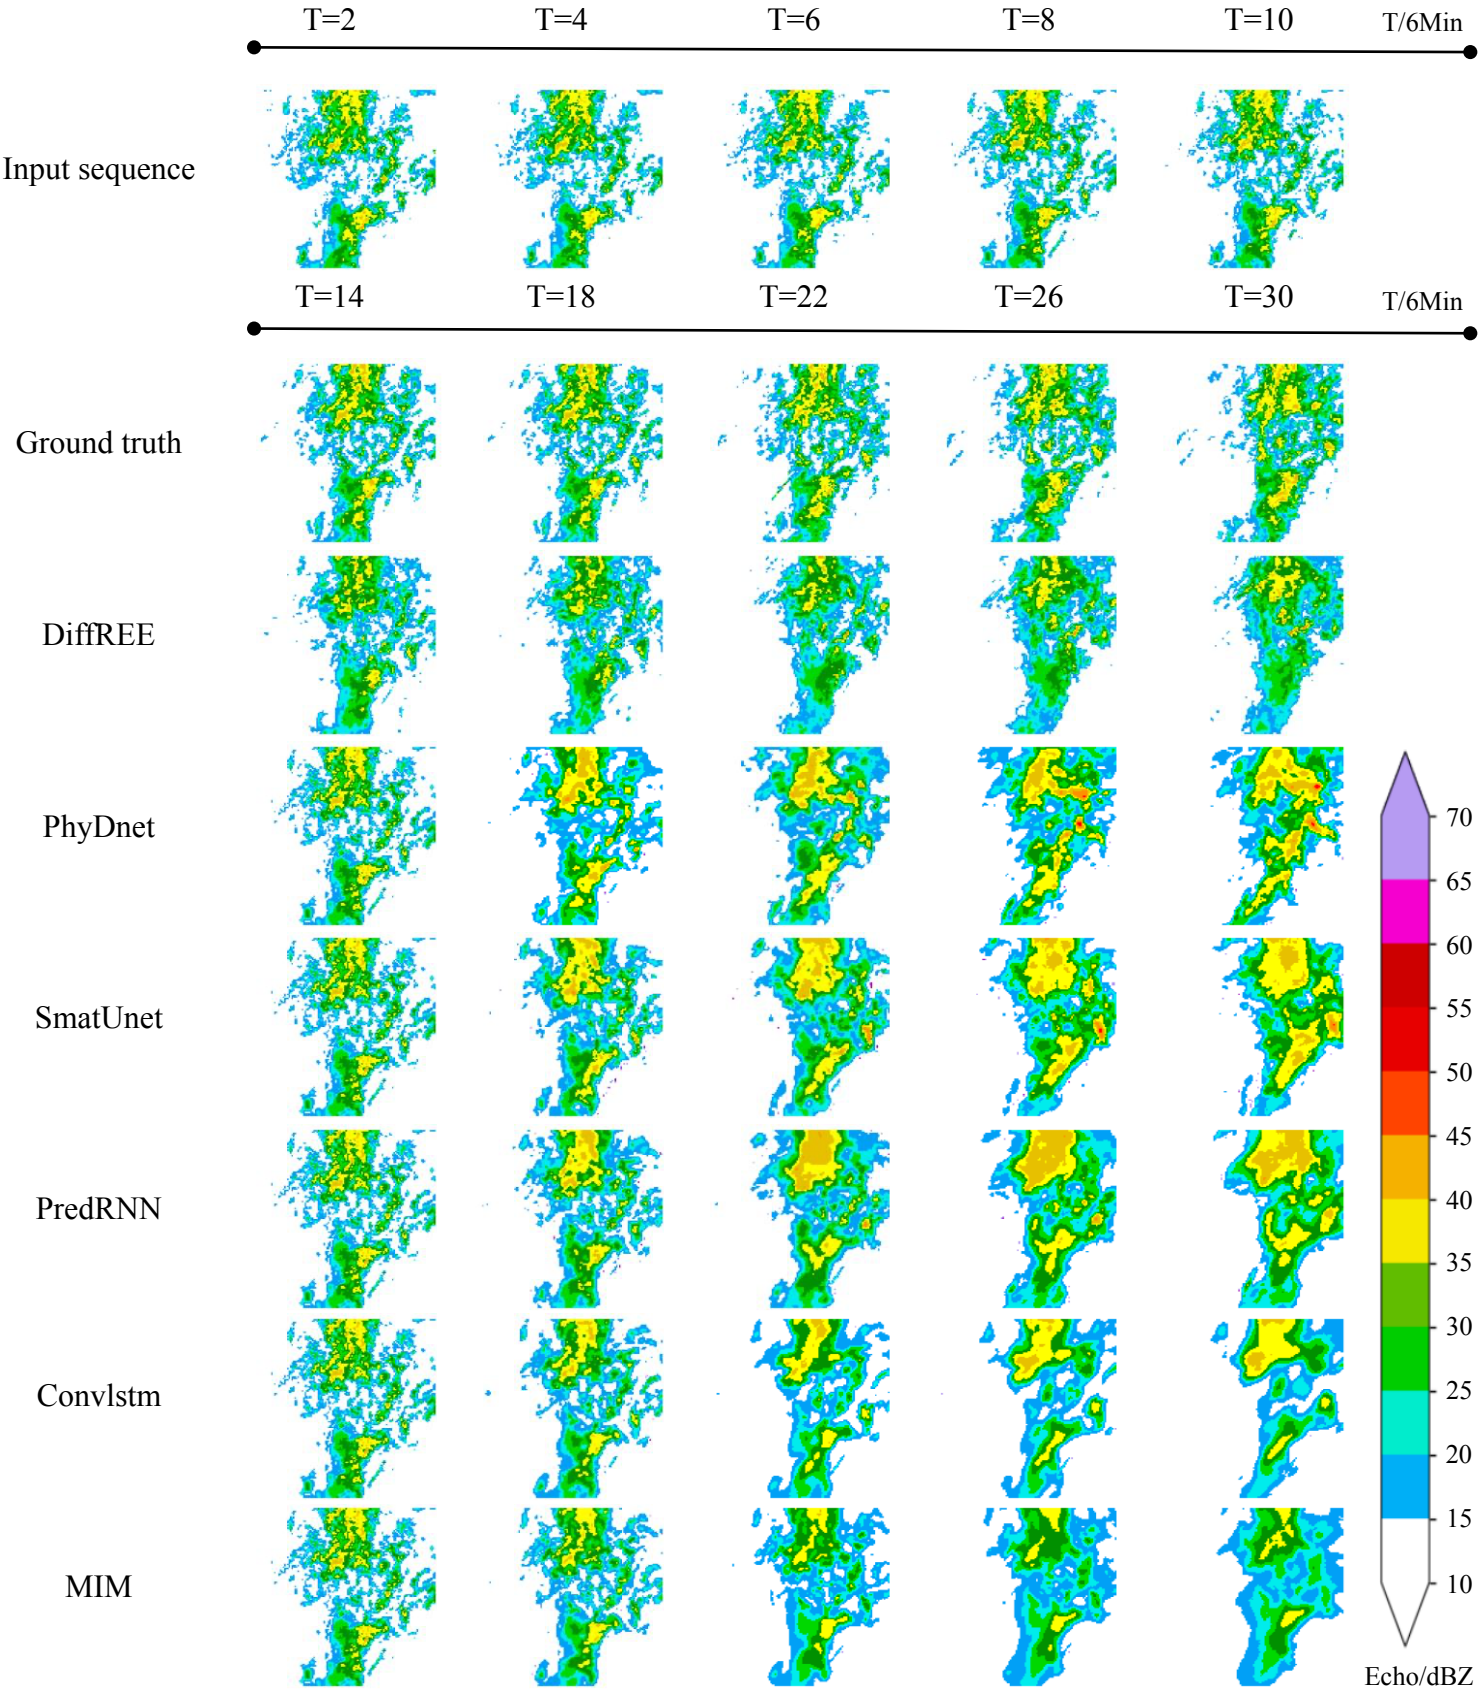 T=2 T=4 T=6 T=8 T=10 T/6Min
Input sequence
T=14 T=18 T=22 T=26 T=30 T/6Min
Ground truth
DiffREE
PhyDnet
SmatUnet
PredRNN
Convlstm
MIM
70
65
60
55
50
45
40
35
30
25
20
15
10
Echo/dBZ